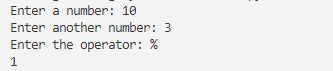 Enter a number: 10
Enter another number: 3
Enter the operator: %
1